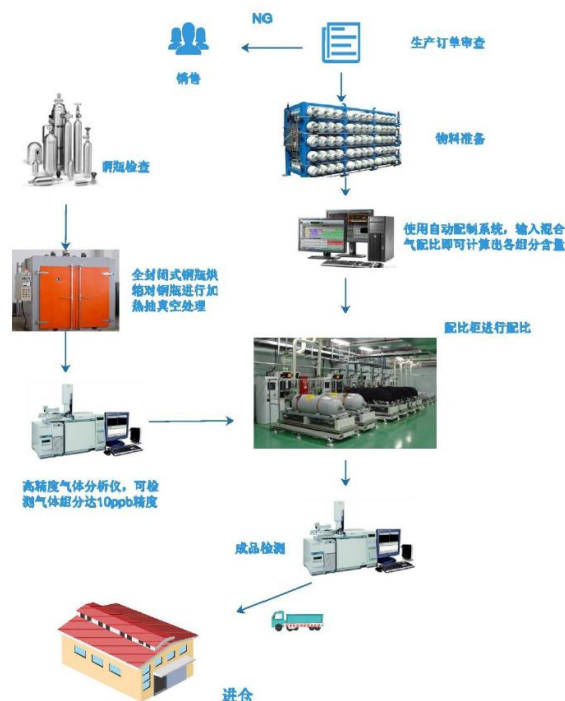 NG
生产订单审查
销售
物料准备
钢瓶检查
使用自动配制系统，输入混合
气配比即可计算出各组分含量
全封闭式钢瓶烘
箱对钢瓶进行加
热抽真空处理
配比柜进行配比
高精度气体分析仪，可检
测气体组分达10ppb精度
成品检测
进仓